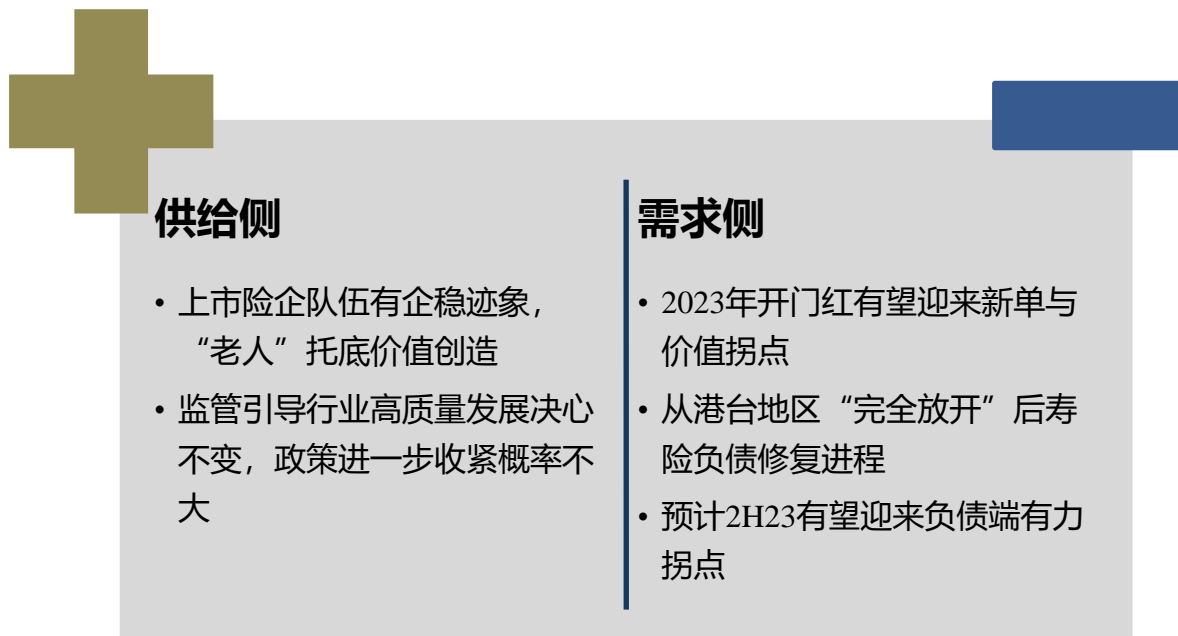 供给侧
• 上市险企队伍有企稳迹象，
“老人”托底价值创造
• 监管引导行业高质量发展决心
不变，政策进一步收紧概率不
大
需求侧
• 2023年开门红有望迎来新单与
价值拐点
• 从港台地区“完全放开”后寿
险负债修复进程
• 预计2H23有望迎来负债端有力
拐点